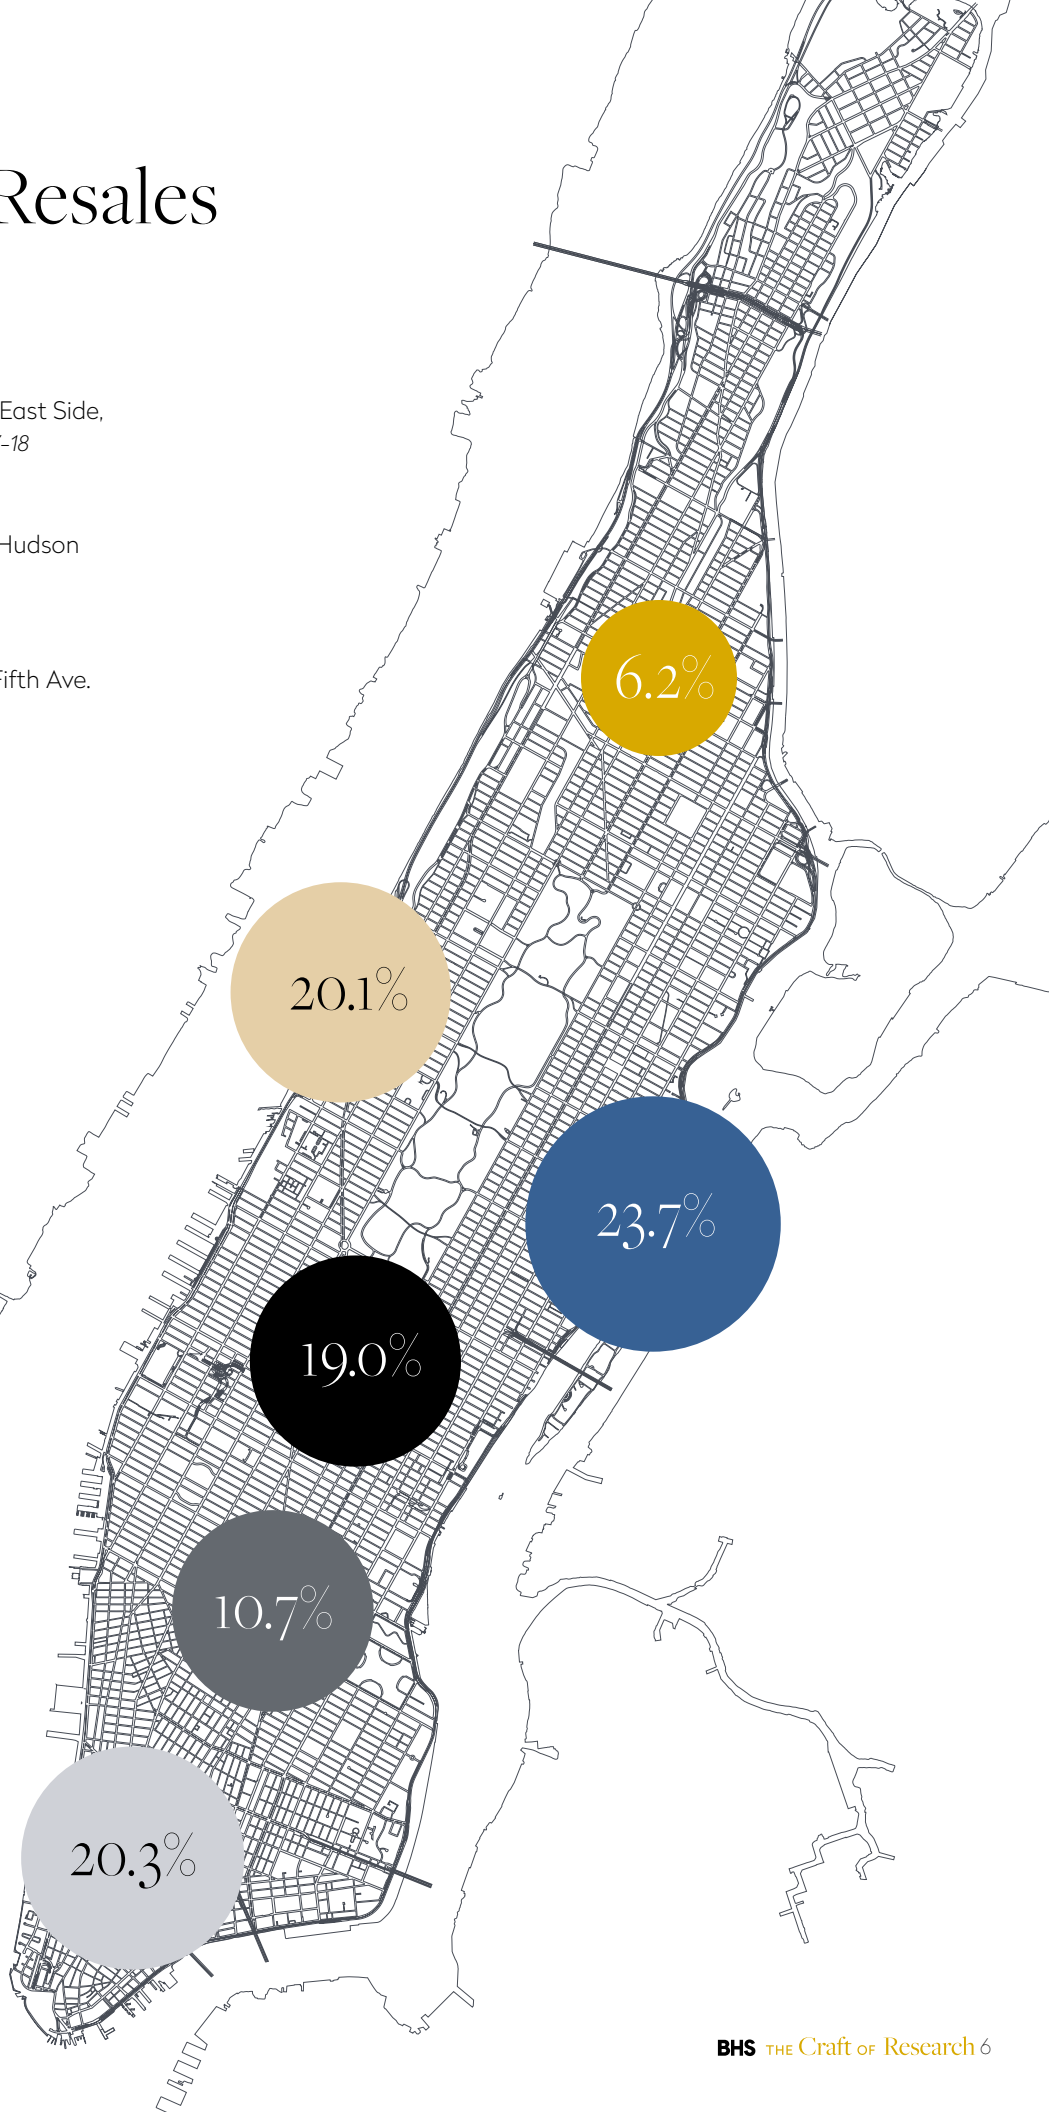 Resales
East Side,
-18
Hudson
Fifth Ave.
6.2%
20.1%
23.7%
19.0%
10.7%
20.3%
BHS THE Craft OF Research 6